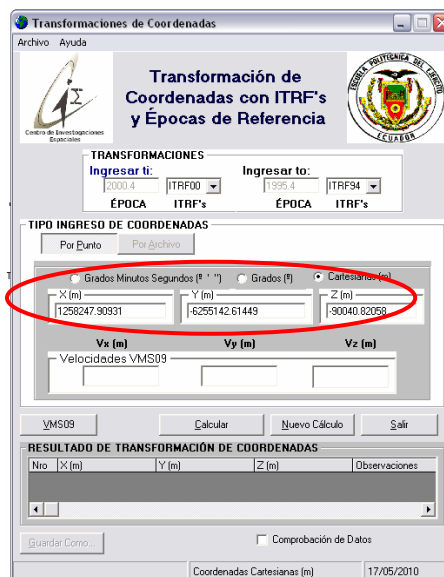 Transformaciones de Coordenadas
Archivo Ayuda
Centro de Investogaciones
Espaciales
Transformación de
Coordenadas con ITRF's
y Épocas de Referencia
ESCUELA POLITECNICA DEL EJERCITO
ECUADOR
TRANSFORMACIONES
Ingresar ti: Ingresar to:
2000.4 ITRF00 1995.4 ITRF94
ÉPOCA ITRF's ÉPOCA ITRF's
TIPO INGRESO DE COORDENADAS
Por Punto Por Archivo
Grados Minutos Segundos (º ' '') Grados (º) Cartesianas (m)
X (m) Y (m) Z (m)
1258247.90931 -6255142.61449 -90040.82058
Vx (m) Vy (m) Vz (m)
Velocidades VMS09
VMS09 Calcular Nuevo Cálculo Salir
RESULTADO DE TRANSFORMACIÓN DE COORDENADAS
Nro X (m) Y (m) Z (m) Observaciones
Guardar Como... Comprobación de Datos
Coordenadas Cartesianas (m) 17/05/2010